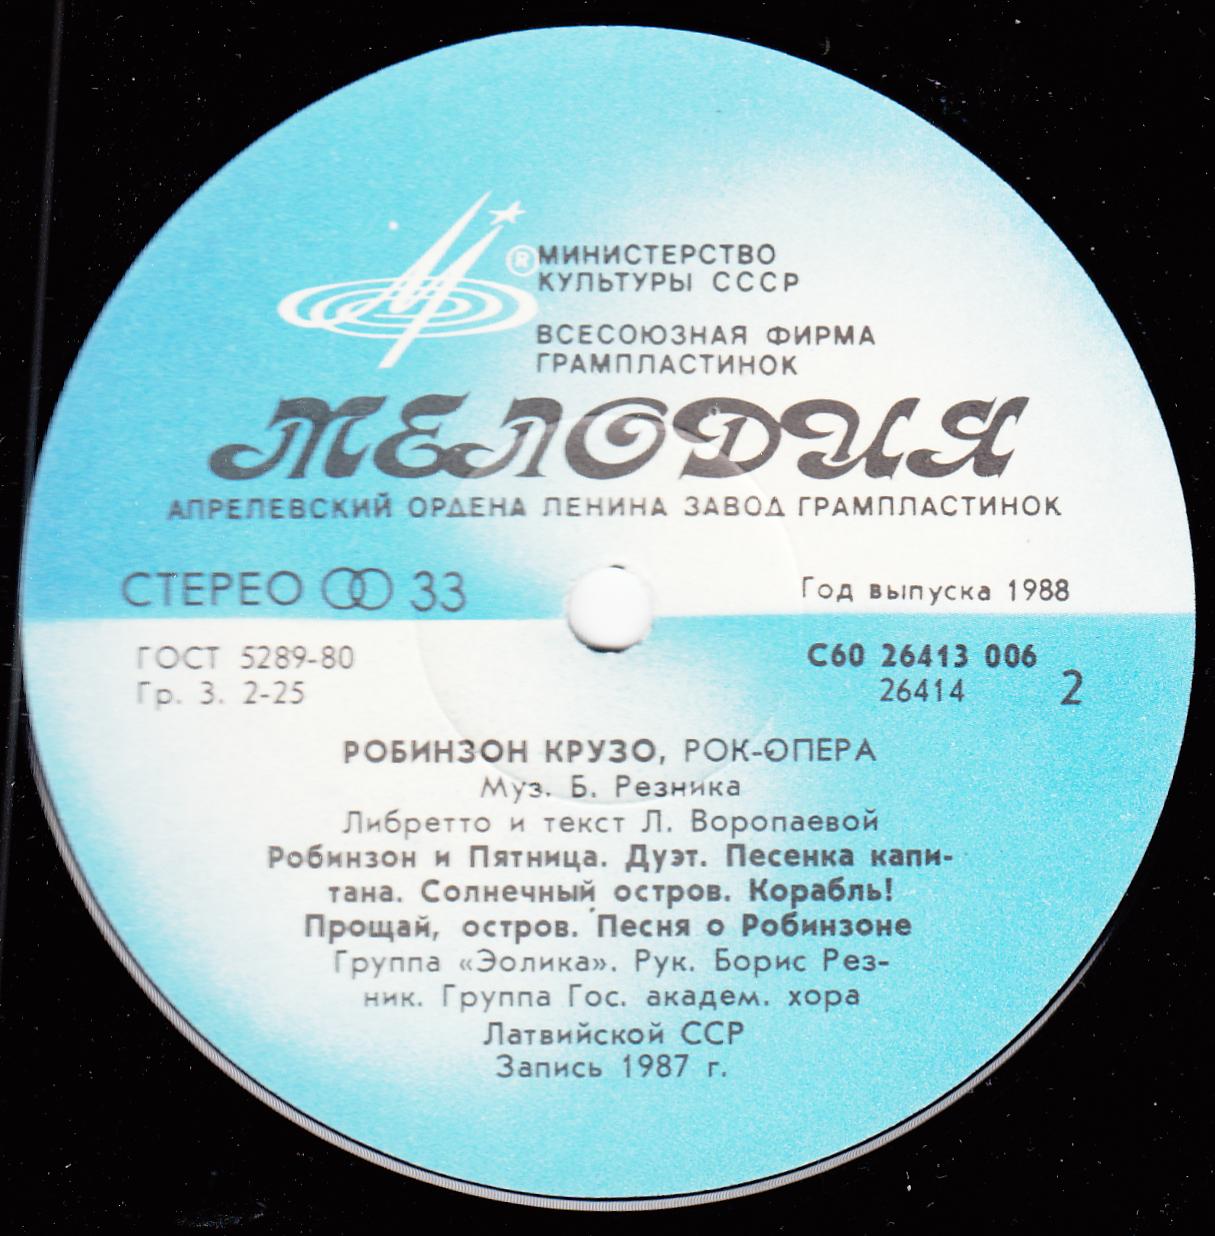 ®
МИНИСТЕРСТВО
КУЛЬТУРЫ СССР
ВСЕСОЮЗНАЯ ФИРМА
ГРАМПЛАСТИНОК
МЕЛОДИЯ
АПРЕЛЕВСКИЙ ОРДЕНА ЛЕНИНА ЗАВОД ГРАМПЛАСТИНОК
СТЕРЕО 33
Год выпуска 1988
ГОСТ 5289-80
Гр. 3. 2-25
С60 26413 006
26414 2
РОБИНЗОН КРУЗО, РОК-ОПЕРА
Муз. Б. Резника
Либретто и текст Л. Воропаевой
Робинзон и Пятница. Дуэт. Песенка капи-
тана. Солнечный остров. Корабль!
Прощай, остров. Песня о Робинзоне
Группа «Эолика». Рук. Борис Рез-
ник. Группа Гос. академ. хора
Латвийской ССР
Запись 1987 г.